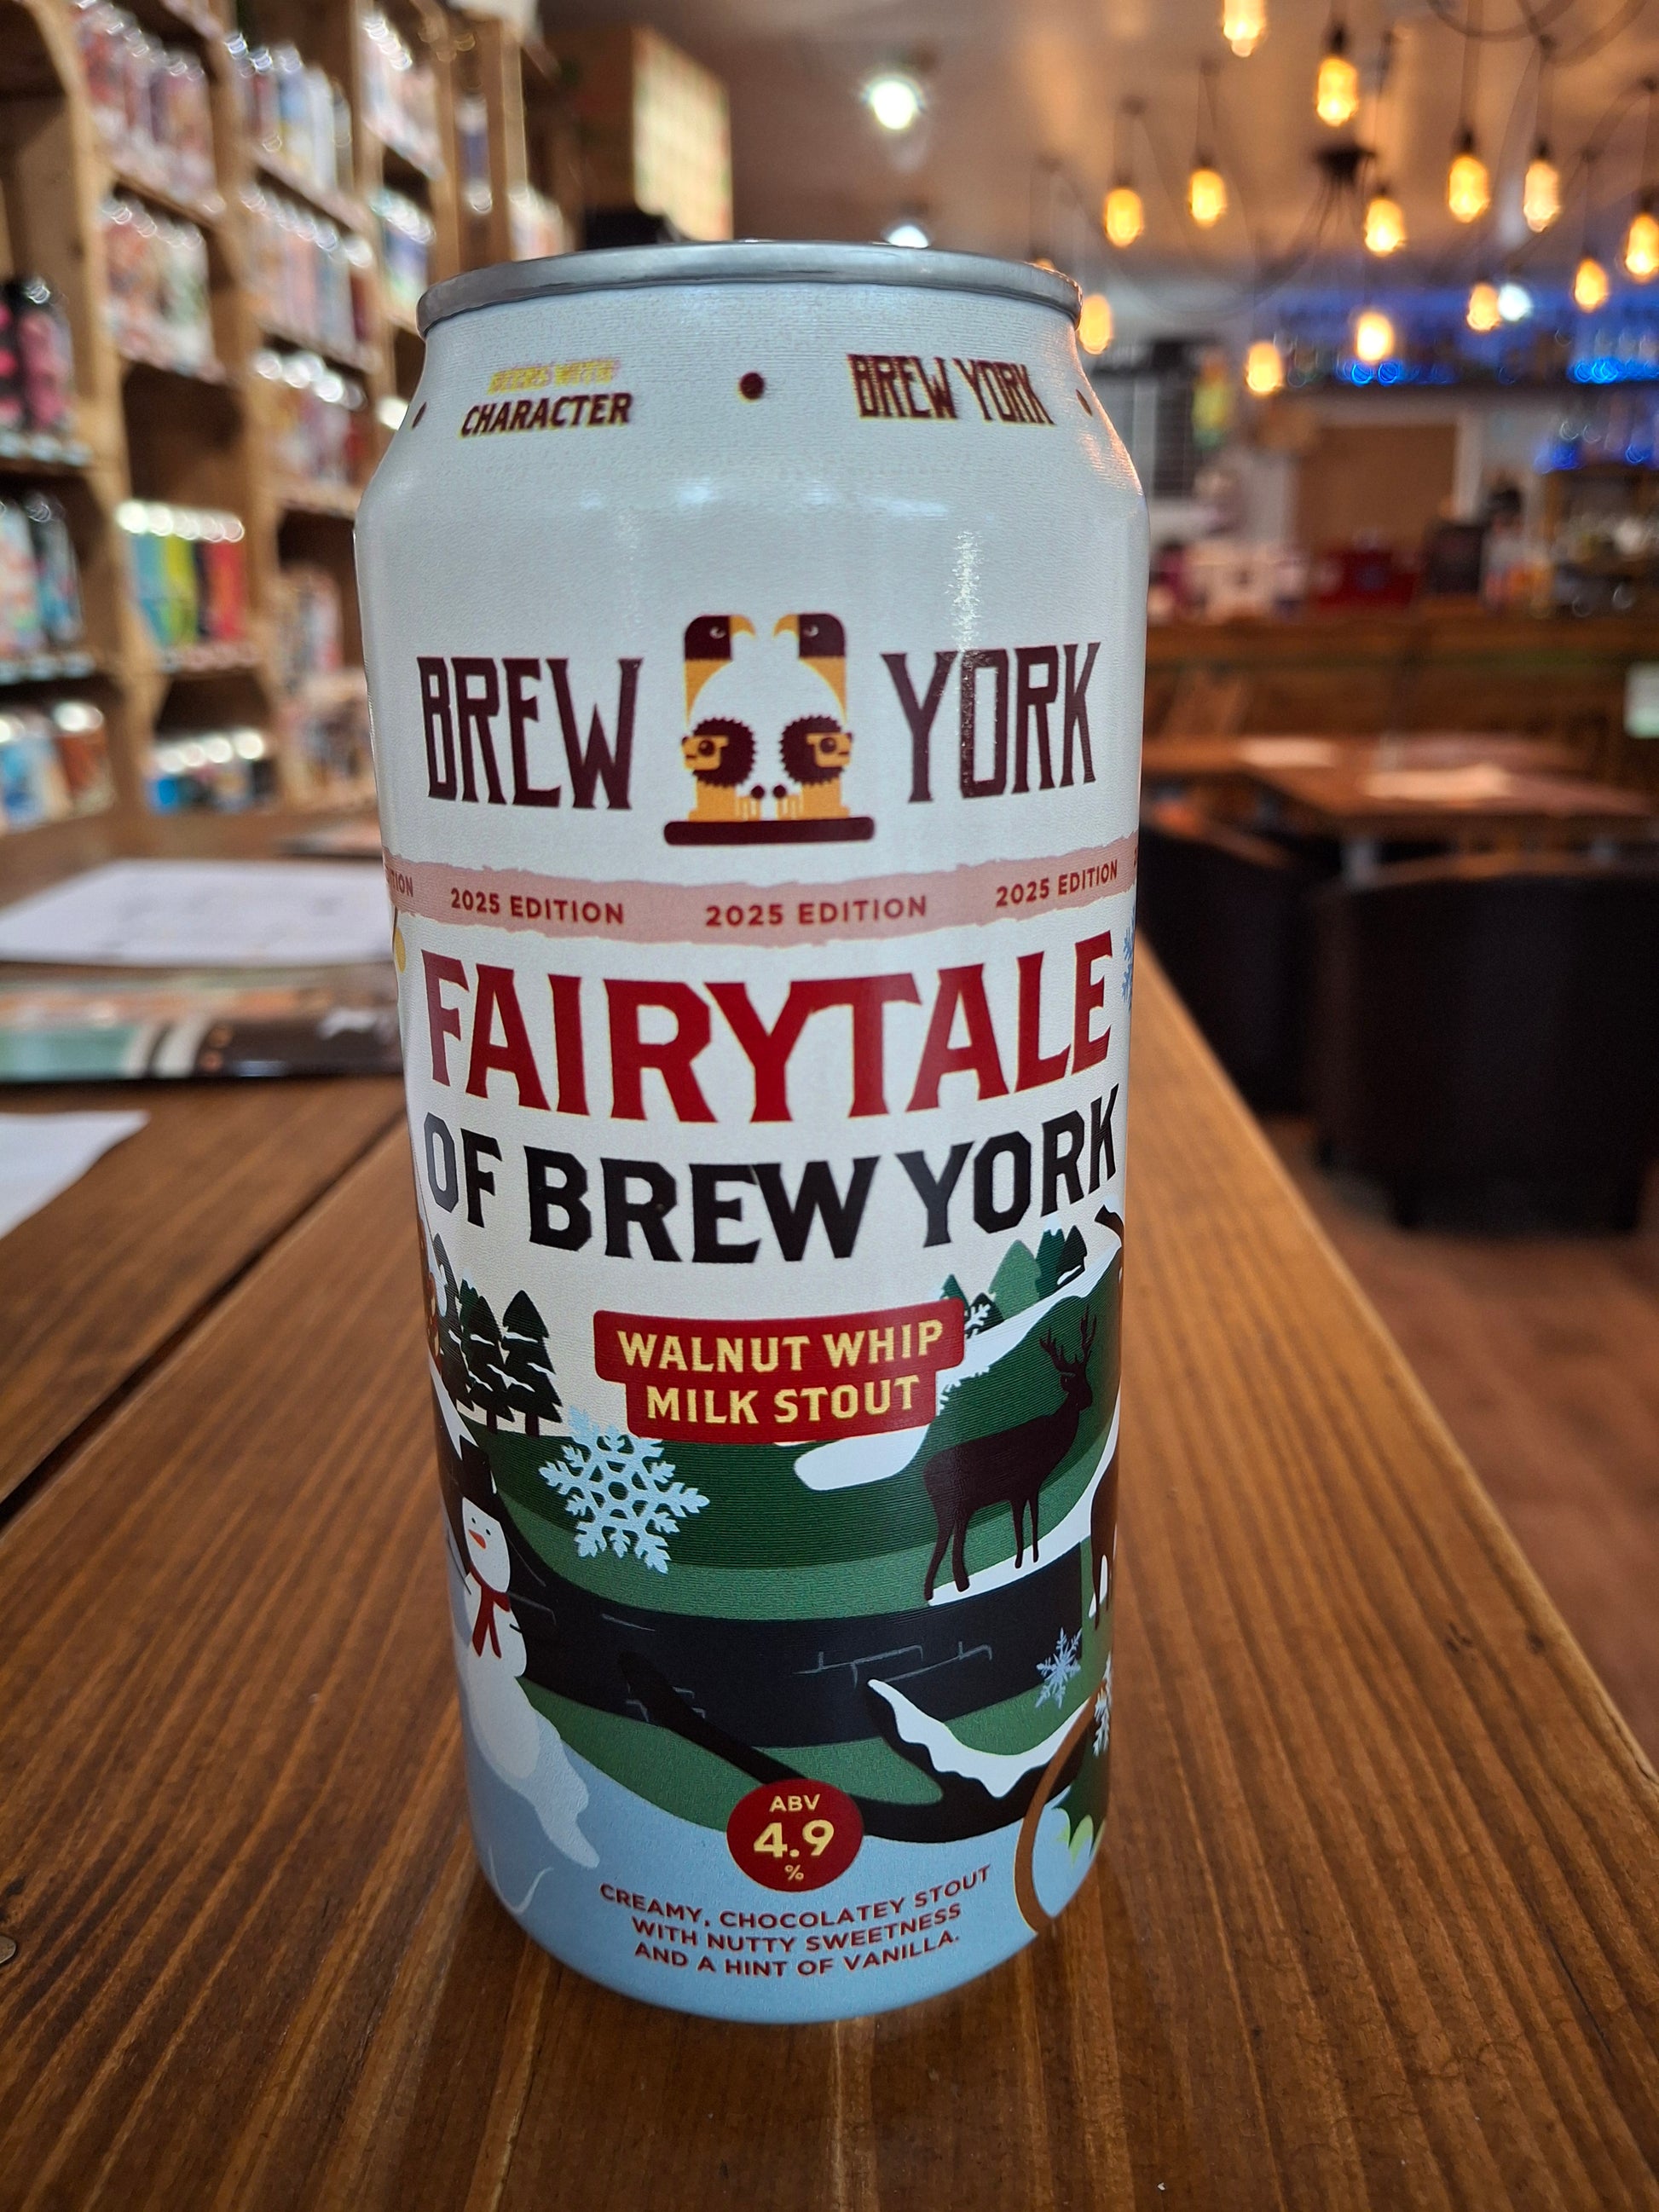 BEERS WITH
CHARACTER
BREW YORK
BREW YORK
2025 EDITION 2025 EDITION 2025 EDITION
FAIRYTALE
OF BREW YORK
WALNUT WHIP
MILK STOUT
ABV
4.9
%
CREAMY, CHOCOLATEY STOUT
WITH NUTTY SWEETNESS
AND A HINT OF VANILLA.